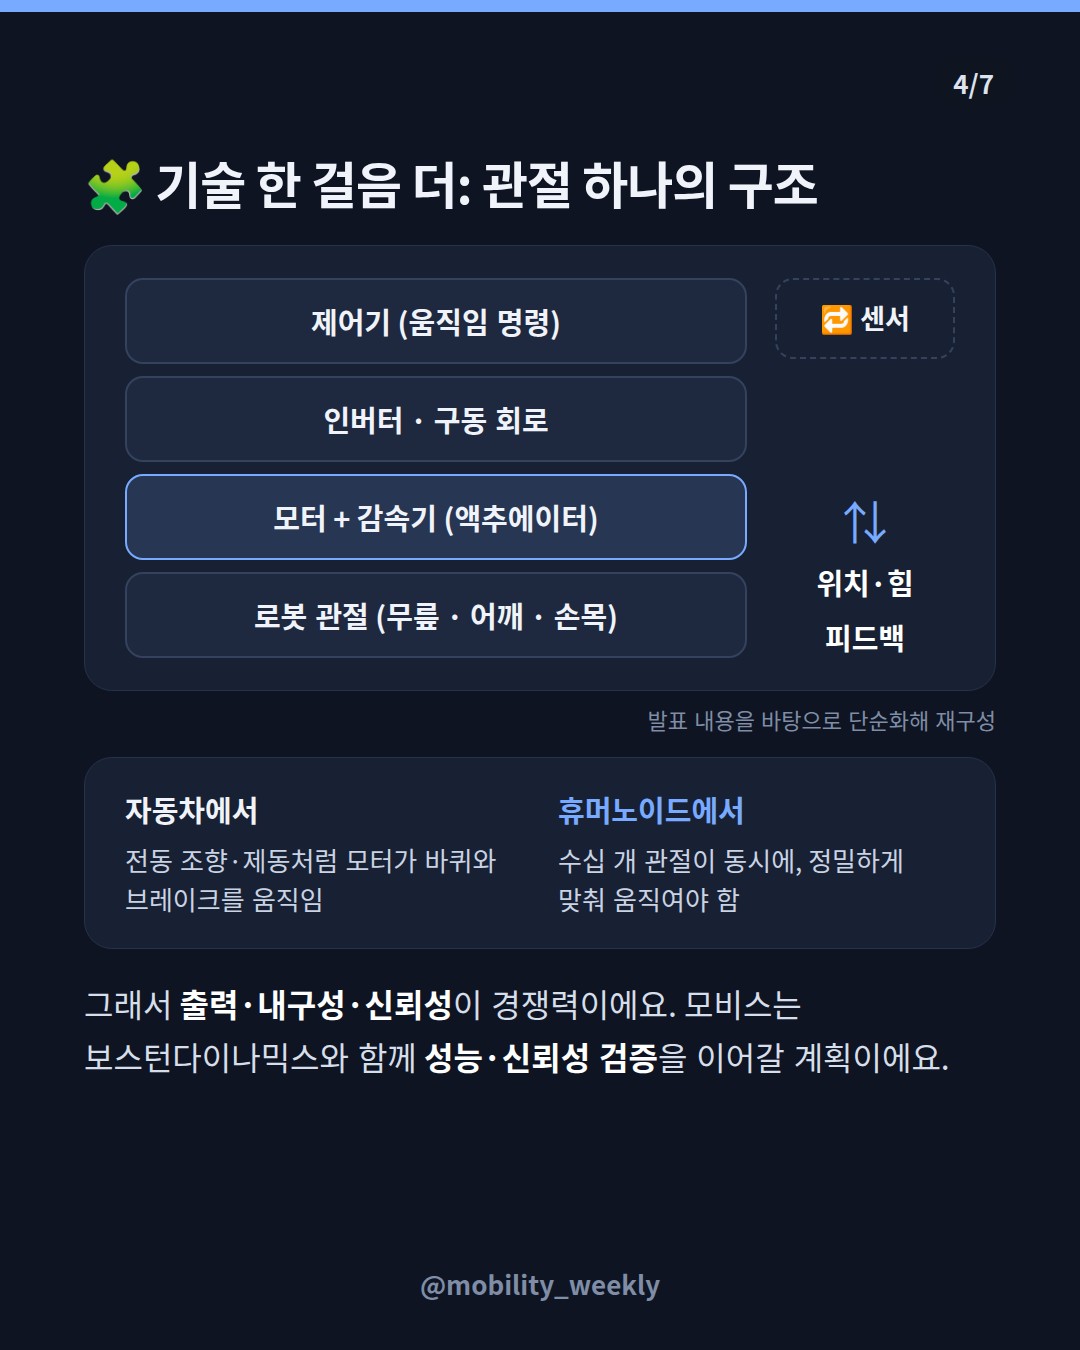 4/7
🧩 기술 한 걸음 더: 관절 하나의 구조
제어기 (움직임 명령)
🔁 센서
인버터 · 구동 회로
모터 + 감속기 (액추에이터)
로봇 관절 (무릎 · 어깨 · 손목)
⇅
위치·힘
피드백
발표 내용을 바탕으로 단순화해 재구성
자동차에서
전동 조향·제동처럼 모터가 바퀴와
브레이크를 움직임
휴머노이드에서
수십 개 관절이 동시에, 정밀하게
맞춰 움직여야 함
그래서 출력·내구성·신뢰성이 경쟁력이에요. 모비스는
보스턴다이나믹스와 함께 성능·신뢰성 검증을 이어갈 계획이에요.
@mobility_weekly